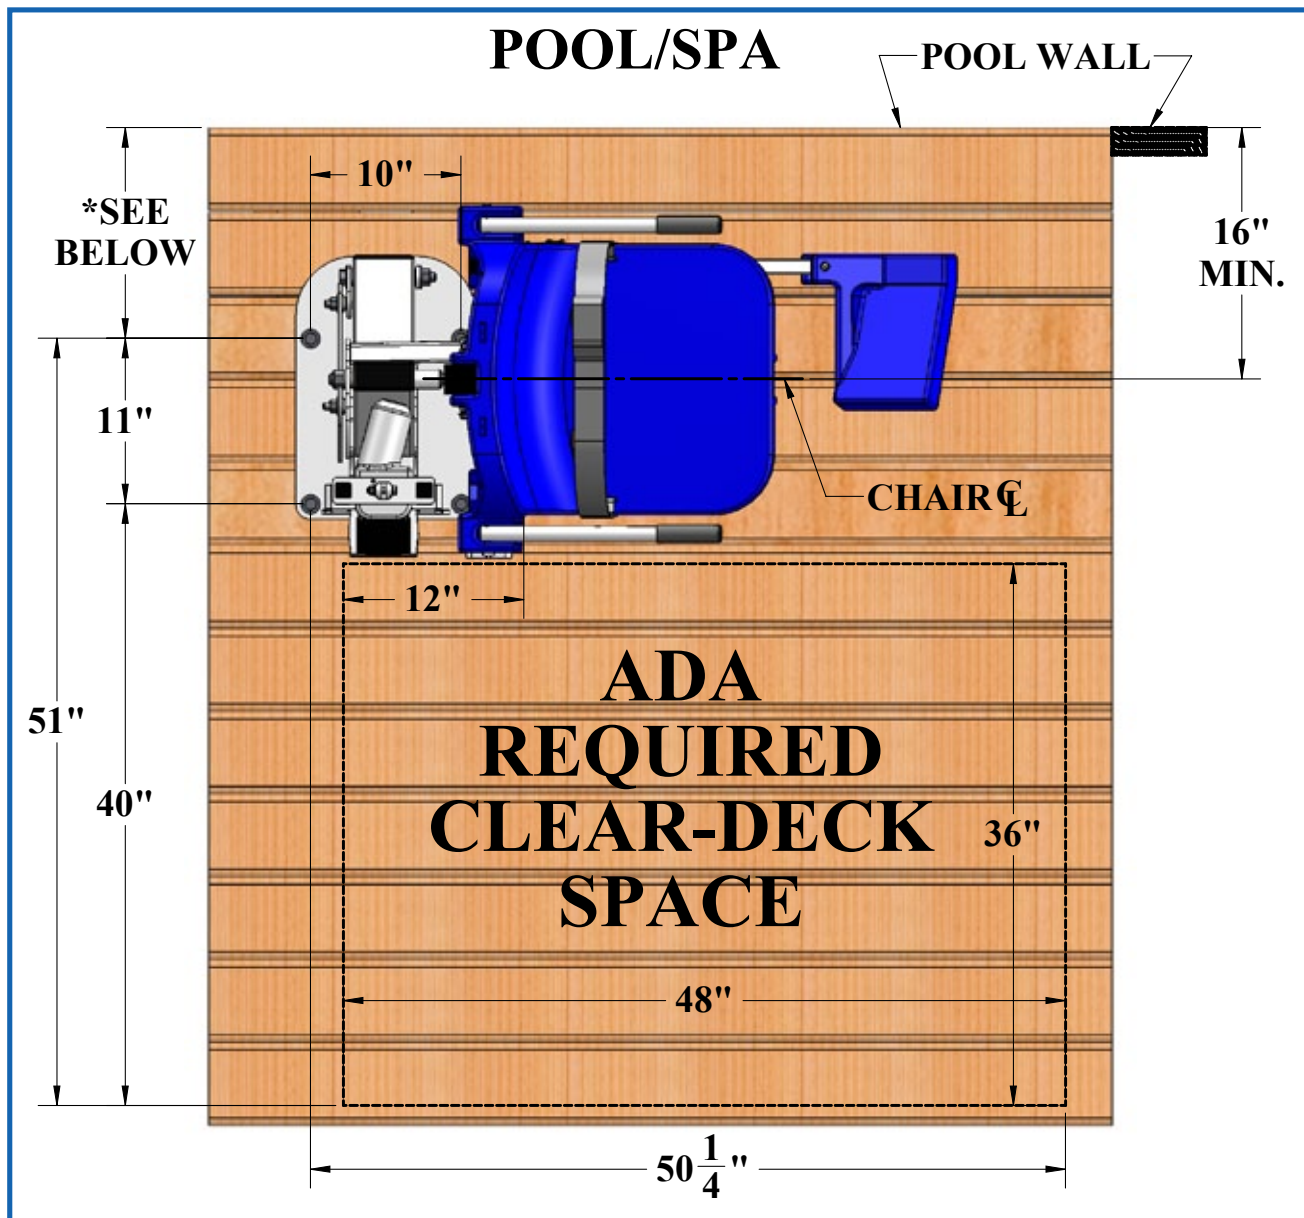 POOL/SPA
POOL WALL
*SEE
BELOW
10"
16"
MIN.
11"
CHAIR ℄
12"
51"
40"
ADA
REQUIRED
CLEAR-DECK
SPACE
36"
48"
50 1/4"